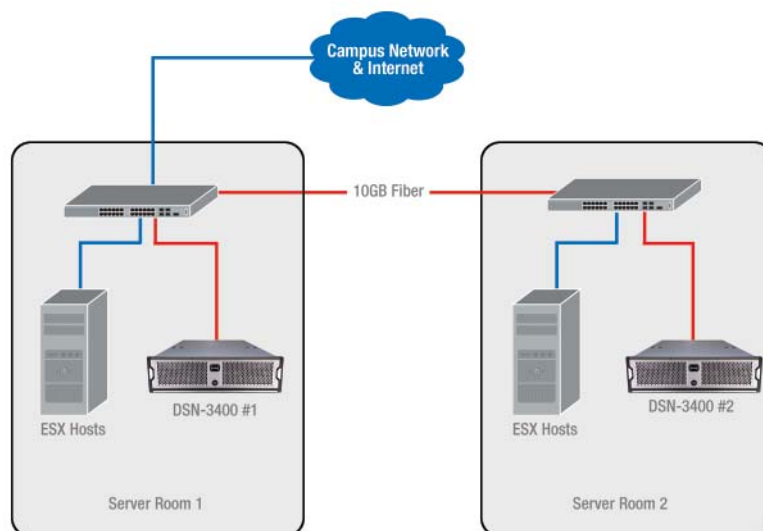 Campus Network
& Internet
10GB Fiber
ESX Hosts
DSN-3400 #1
Server Room 1
ESX Hosts
DSN-3400 #2
Server Room 2